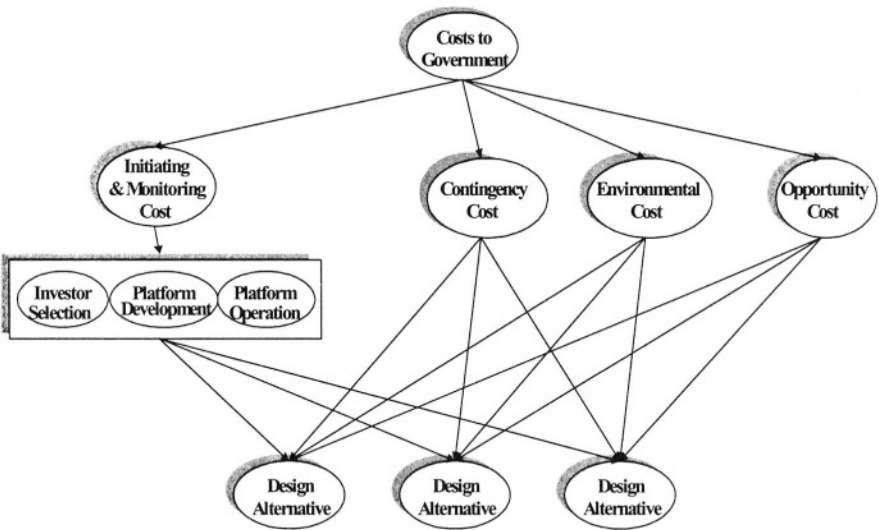 Costs to
Government
Initiating
& Monitoring
Cost
Contingency
Cost
Environmental
Cost
Opportunity
Cost
Investor
Selection
Platform
Development
Platform
Operation
Design
Alternative
Design
Alternative
Design
Alternative